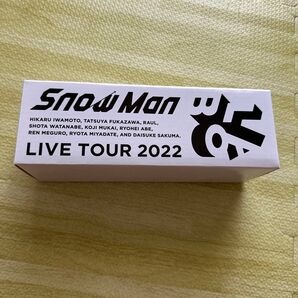 Snow Man
HIKARU IWAMOTO, TATSUYA FUKAZAWA, RAUL,
SHOTA WATANABE, KOJI MUKAI, RYOHEI ABE,
REN MEGURO, RYOTA MIYADATE, AND DAISUKE SAKUMA.
LIVE TOUR 2022